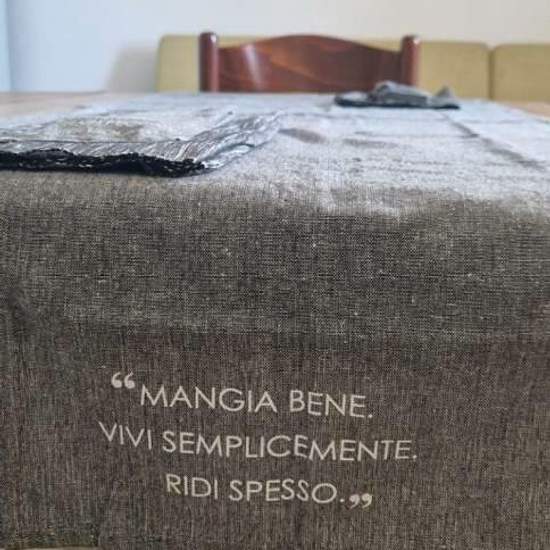 “MANGIA BENE.
VIVI SEMPLICEMENTE.
RIDI SPESSO.„